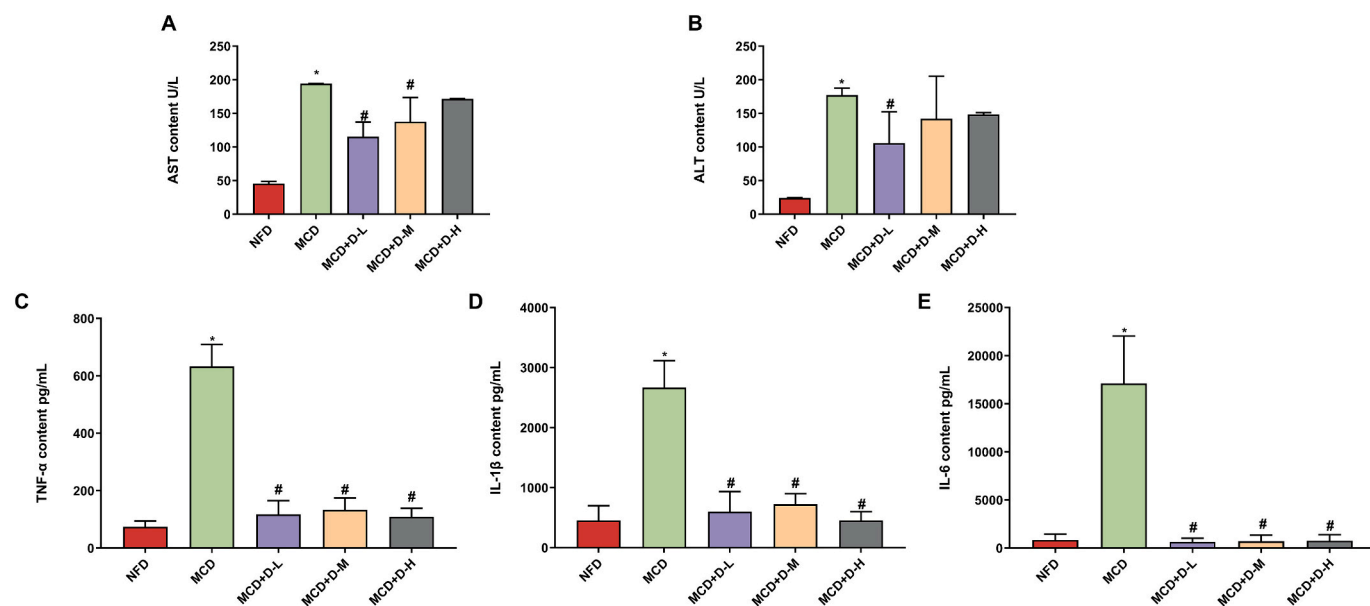 A
AST content U/L
250
200
150
100
50
0
*
#
#
NFD
MCD
MCD+D-L
MCD+D-M
MCD+D-H
B
ALT content U/L
250
200
150
100
50
0
*
#
NFD
MCD
MCD+D-L
MCD+D-M
MCD+D-H
C
TNF-α content pg/mL
800
600
400
200
0
*
#
#
#
NFD
MCD
MCD+D-L
MCD+D-M
MCD+D-H
D
IL-1β content pg/mL
4000
3000
2000
1000
0
*
#
#
#
NFD
MCD
MCD+D-L
MCD+D-M
MCD+D-H
E
IL-6 content pg/mL
25000
20000
15000
10000
5000
0
*
#
#
#
NFD
MCD
MCD+D-L
MCD+D-M
MCD+D-H